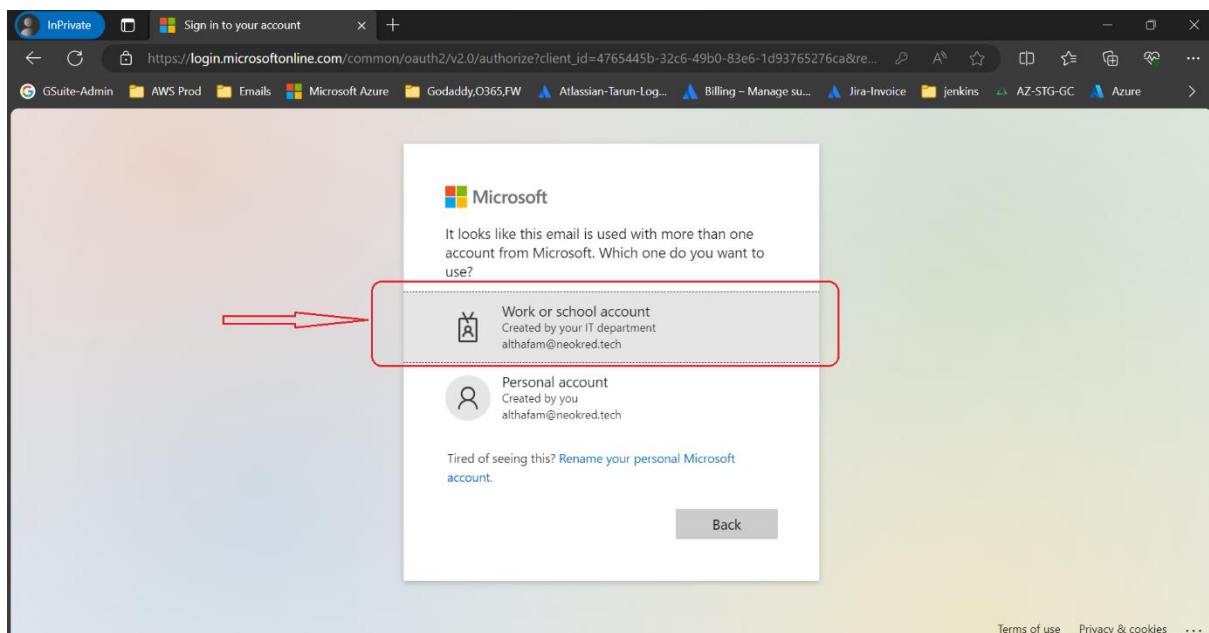 InPrivate
Sign in to your account
https://login.microsoftonline.com/common/oauth2/v2.0/authorize?client_id=4765445b-32c6-49b0-83e6-1d93765276ca&re...
GSuite-Admin
AWS Prod
Emails
Microsoft Azure
Godaddy,O365,FW
Atlassian-Tarun-Log...
Billing – Manage su...
Jira-Invoice
jenkins
AZ-STG-GC
Azure
Microsoft
It looks like this email is used with more than one
account from Microsoft. Which one do you want to
use?
Work or school account
Created by your IT department
althafam@neokred.tech
Personal account
Created by you
althafam@neokred.tech
Tired of seeing this? Rename your personal Microsoft
account.
Back
Terms of use
Privacy & cookies
...